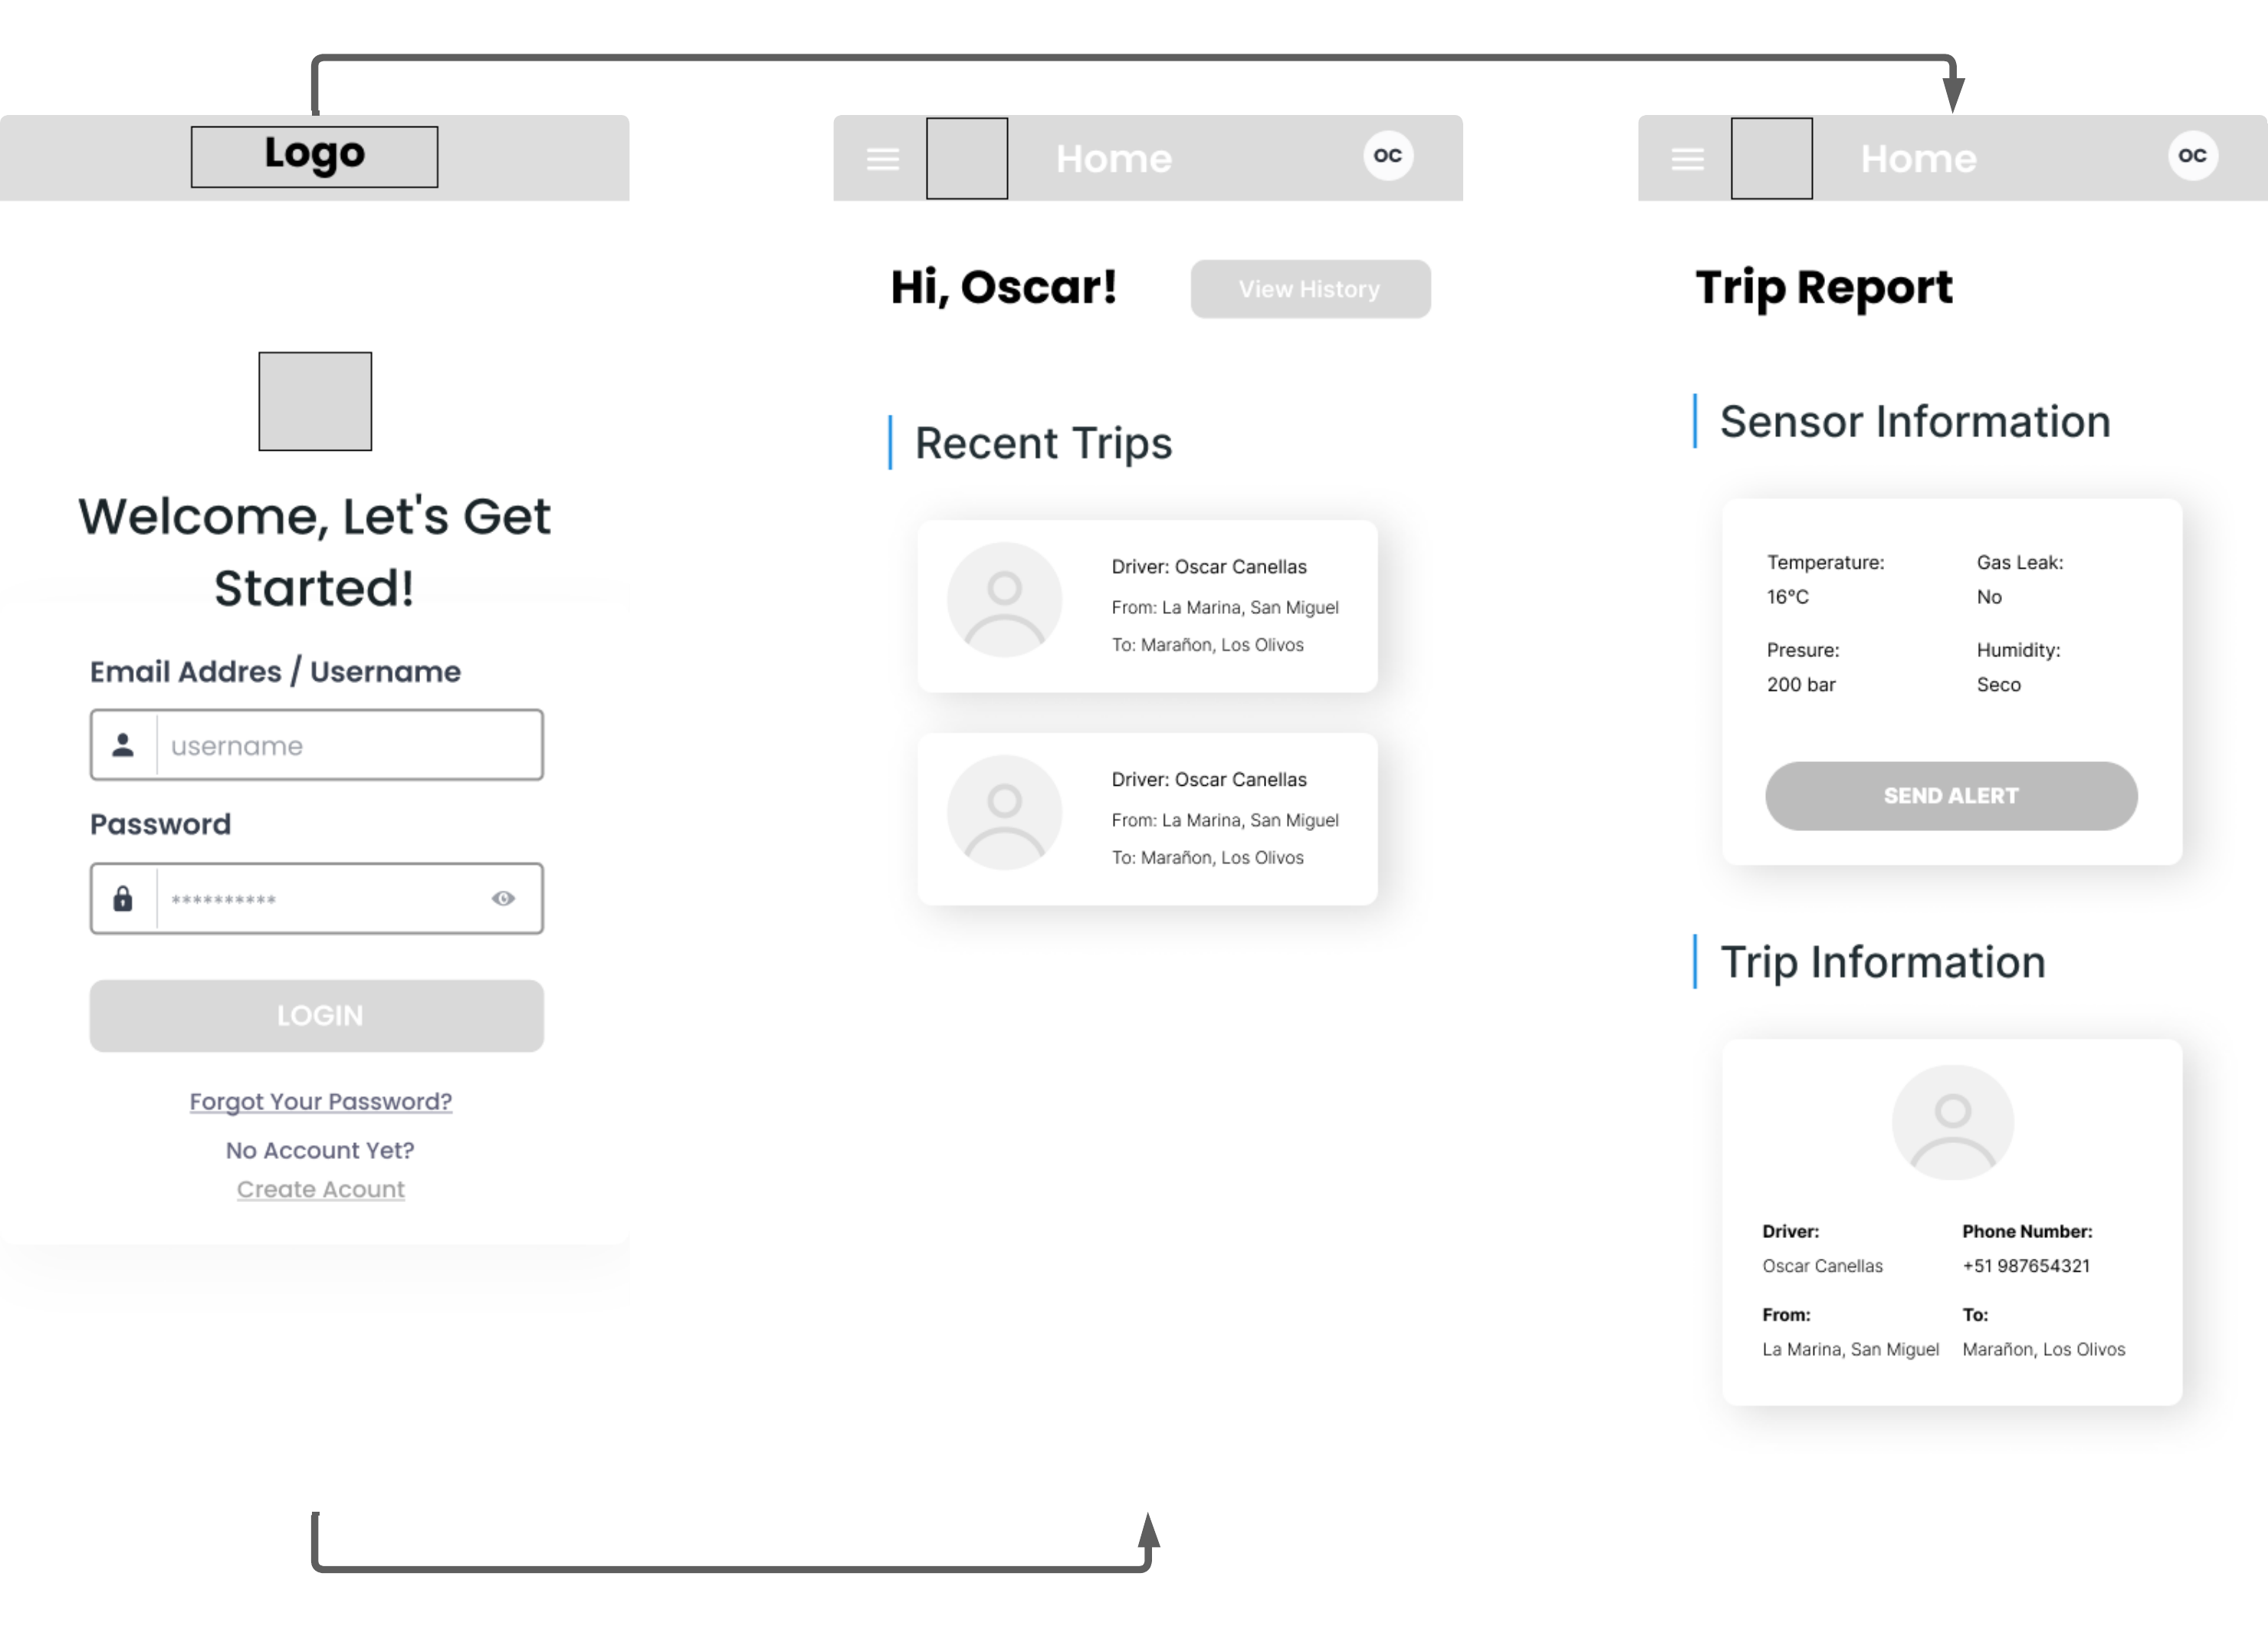 Logo
Welcome, Let's Get
Started!
Email Addres / Username
username
Password
**********
LOGIN
Forgot Your Password?
No Account Yet?
Create Acount
Home
OC
Hi, Oscar!
View History
Recent Trips
Driver: Oscar Canellas
From: La Marina, San Miguel
To: Marañon, Los Olivos
Driver: Oscar Canellas
From: La Marina, San Miguel
To: Marañon, Los Olivos
Home
OC
Trip Report
Sensor Information
Temperature:
16°C
Gas Leak:
No
Presure:
200 bar
Humidity:
Seco
SEND ALERT
Trip Information
Driver:
Oscar Canellas
Phone Number:
+51 987654321
From:
La Marina, San Miguel
To:
Marañon, Los Olivos